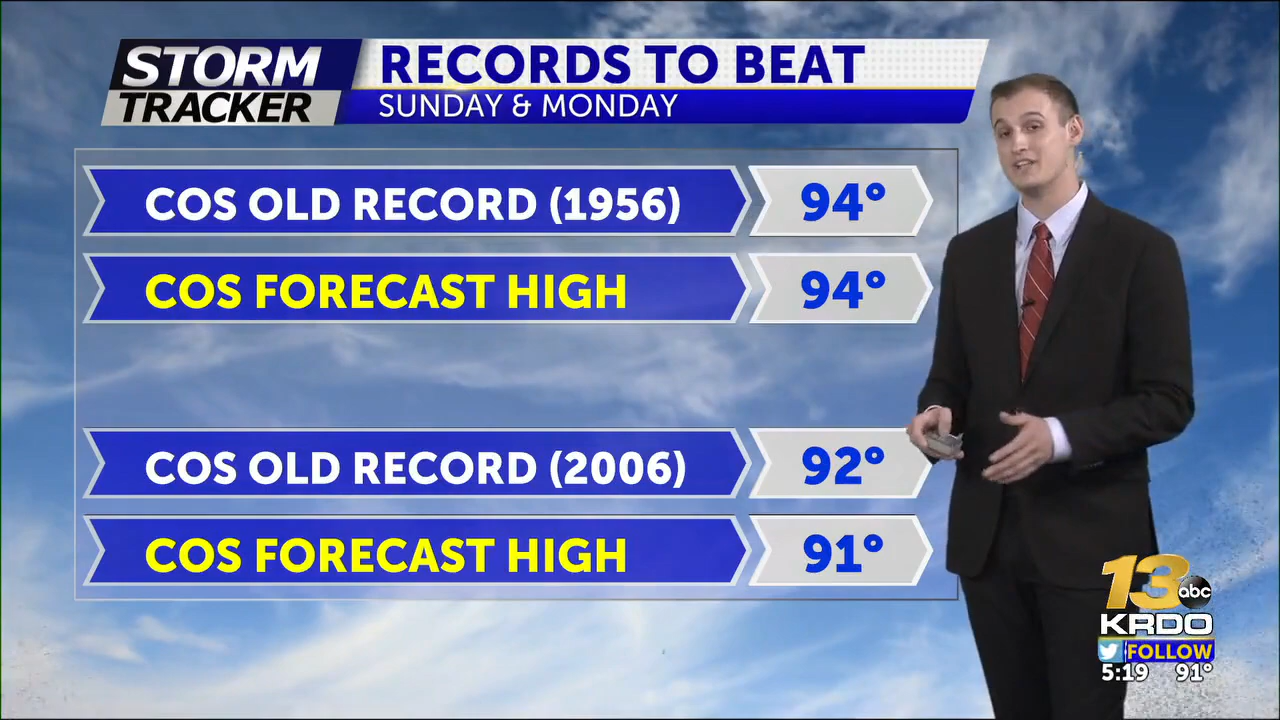 STORM
TRACKER
RECORDS TO BEAT
SUNDAY & MONDAY
COS OLD RECORD (1956) 94°
COS FORECAST HIGH 94°
COS OLD RECORD (2006) 92°
COS FORECAST HIGH 91°
13 abc
KRDO
FOLLOW
5:19 91°